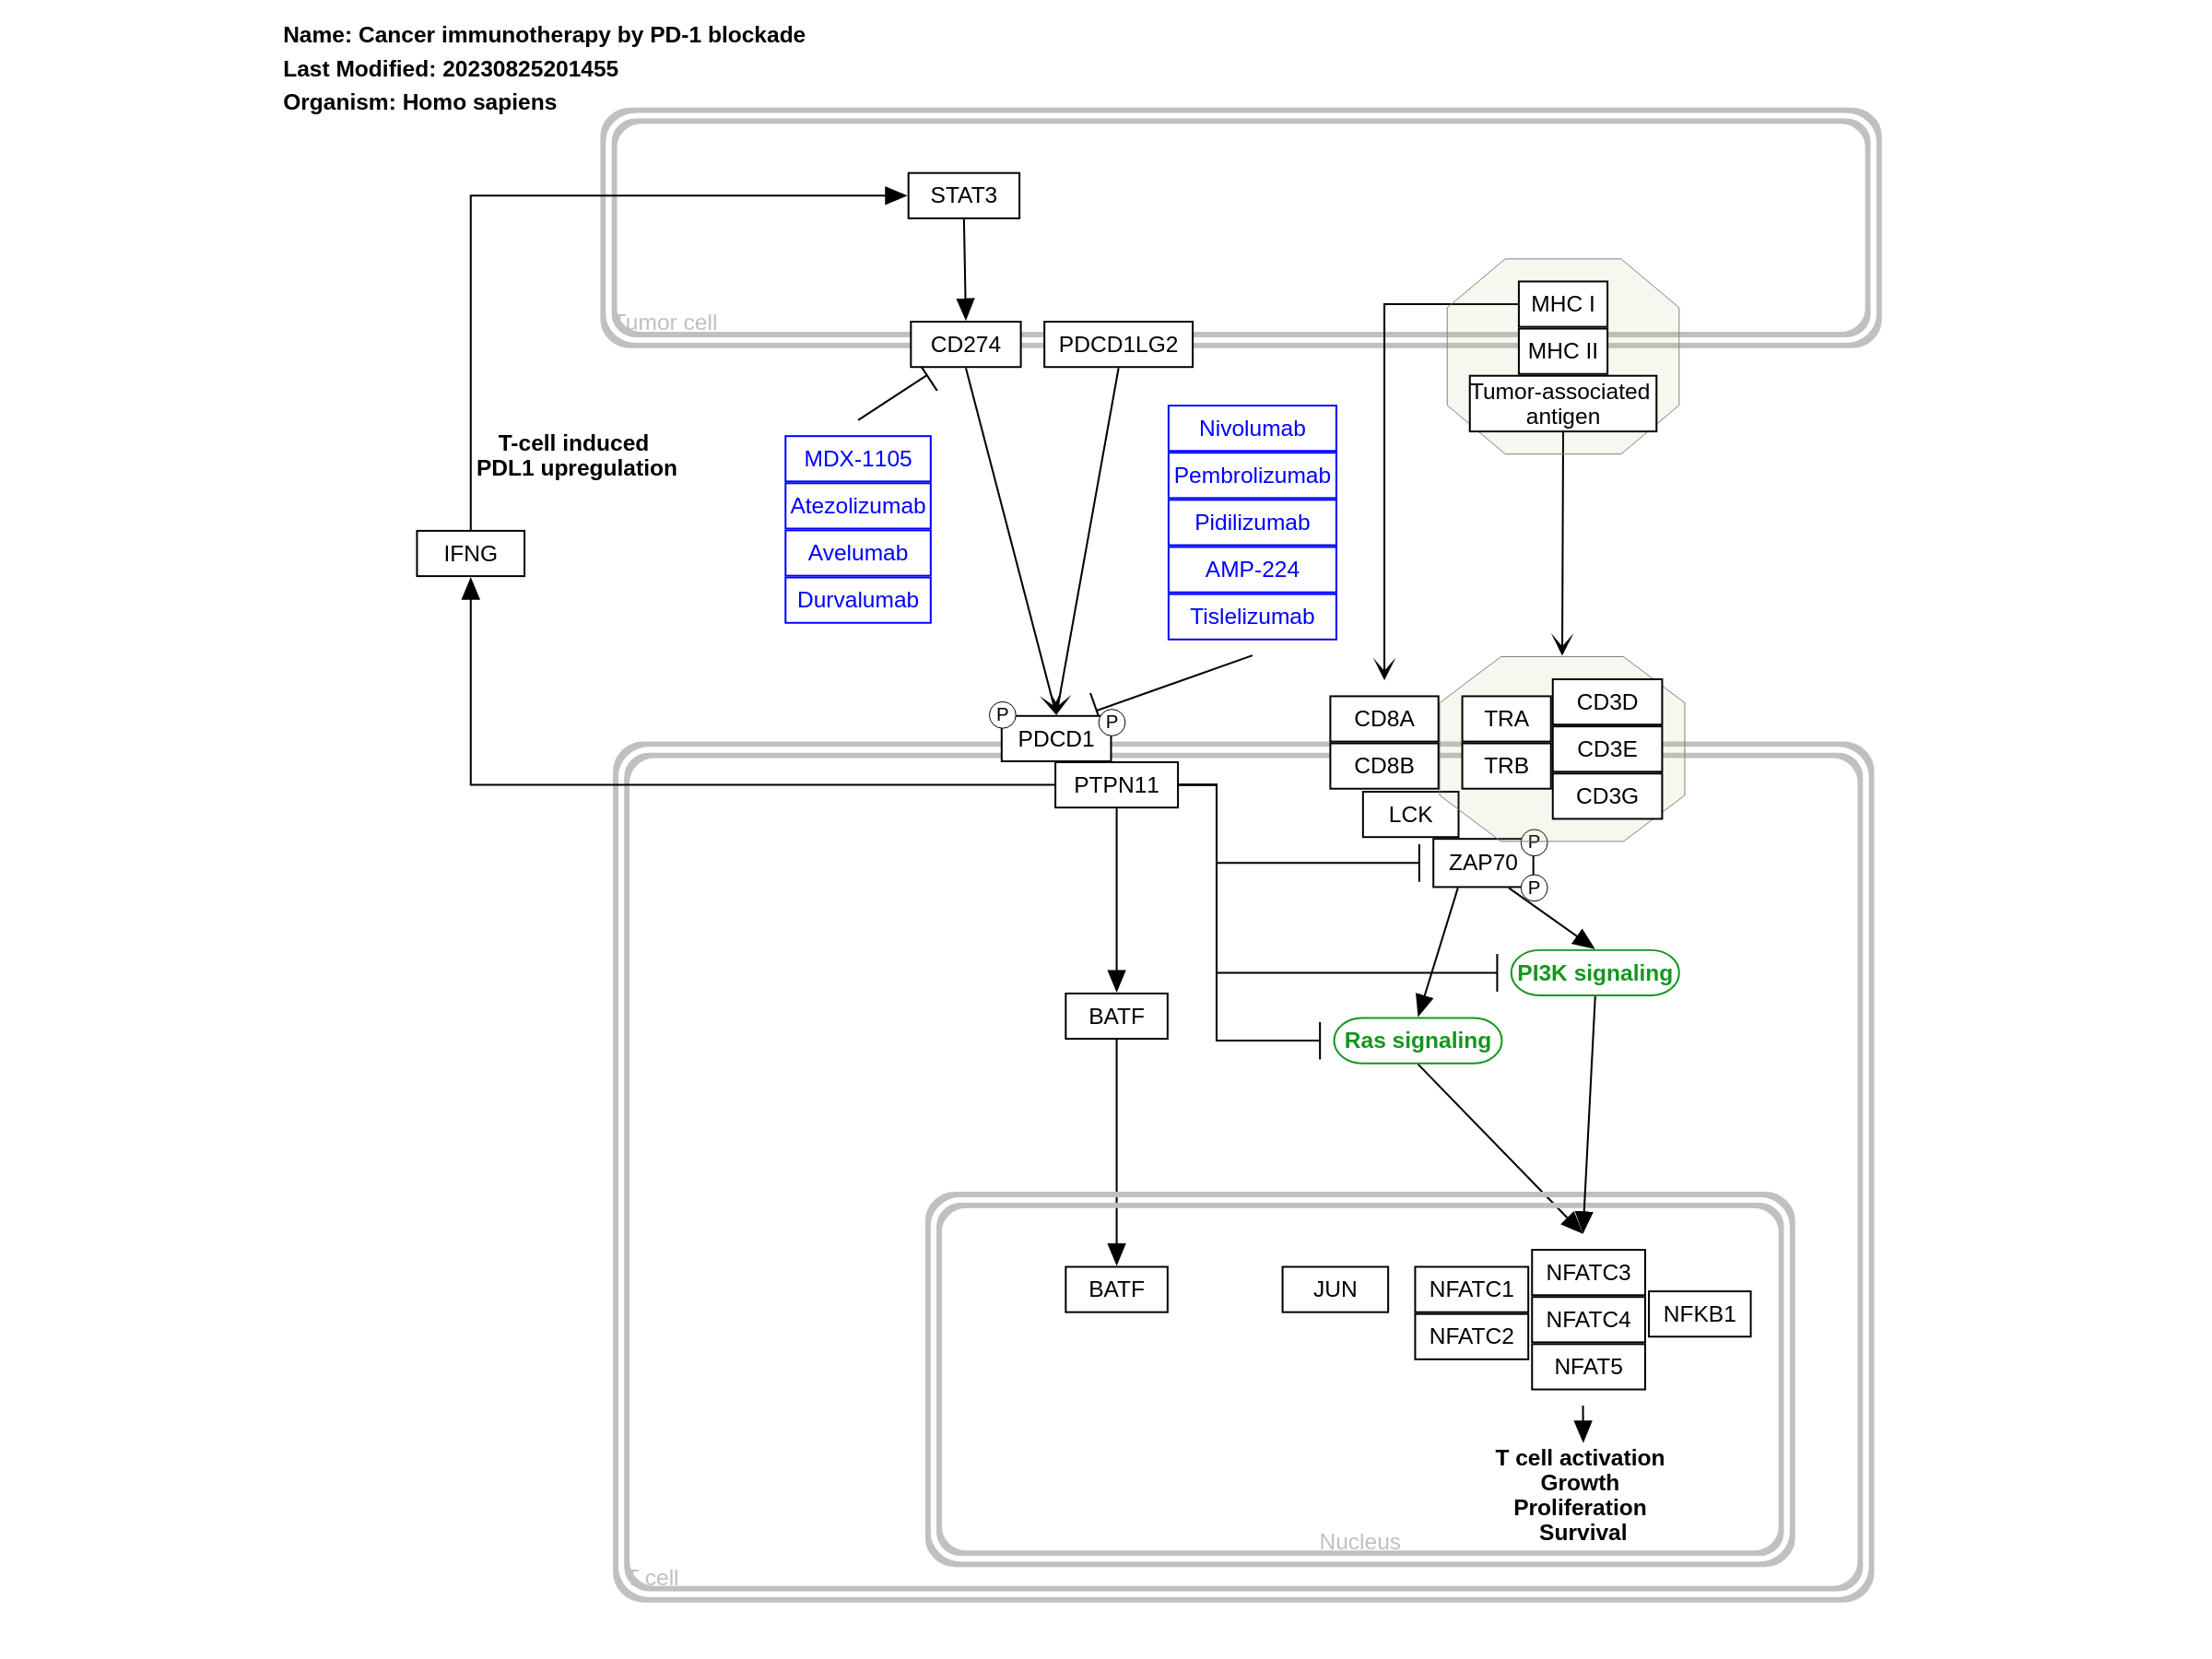 Name: Cancer immunotherapy by PD-1 blockade
Last Modified: 20230825201455
Organism: Homo sapiens
STAT3
MHC I
Tumor cell
CD274
PDCD1LG2
MHC II
Tumor-associated
antigen
Nivolumab
T-cell induced
PDL1 upregulation
MDX-1105
Pembrolizumab
Atezolizumab
Pidilizumab
IFNG
Avelumab
AMP-224
Durvalumab
Tislelizumab
P
P
PDCD1
CD8A
TRA
CD3D
CD3E
CD8B
TRB
PTPN11
CD3G
LCK
P
ZAP70
P
PI3K signaling
BATF
Ras signaling
NFATC3
BATF
JUN
NFATC1
NFATC4
NFKB1
NFATC2
NFAT5
T cell activation
Growth
Proliferation
Survival
Nucleus
T cell